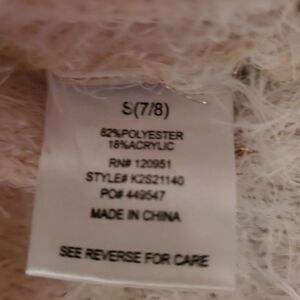 S(7/8)
82%POLYESTER
18%ACRYLIC
RN# 120951
STYLE# K2S21140
PO# 449547
MADE IN CHINA
SEE REVERSE FOR CARE